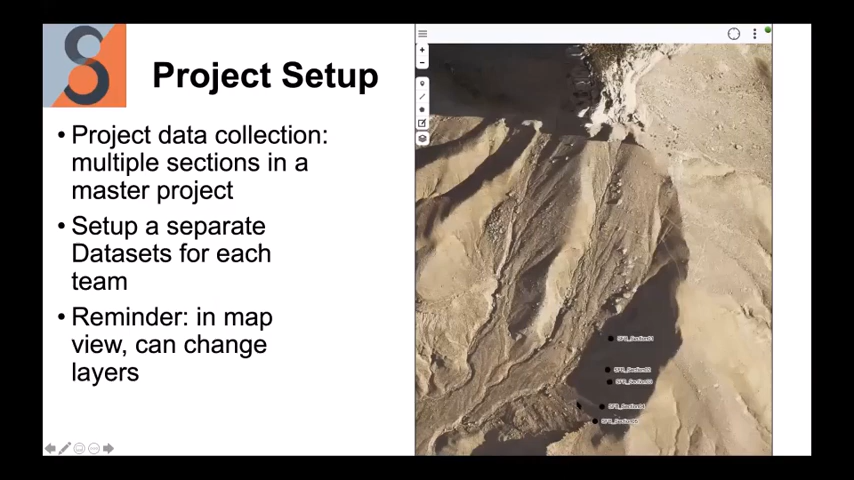 Project Setup
• Project data collection:
multiple sections in a
master project
• Setup a separate
Datasets for each
team
• Reminder: in map
view, can change
layers